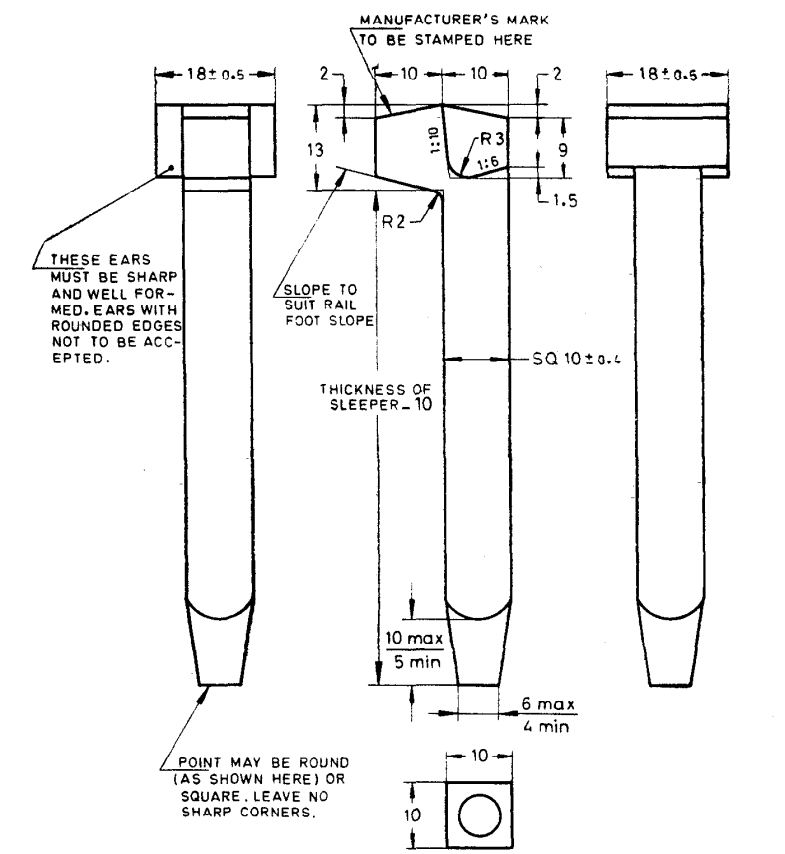 MANUFACTURER'S MARK
TO BE STAMPED HERE
18± 0.5
2
10
10
2
18± 0.5
13
1:10
R3
1:6
9
1.5
R2
THESE EARS
MUST BE SHARP
AND WELL FOR-
MED. EARS WITH
ROUNDED EDGES
NOT TO BE ACC-
EPTED.
SLOPE TO
SUIT RAIL
FOOT SLOPE
SQ 10 ± 0.4
THICKNESS OF
SLEEPER – 10
10 max
5 min
6 max
4 min
POINT MAY BE ROUND
(AS SHOWN HERE) OR
SQUARE. LEAVE NO
SHARP CORNERS.
10
10